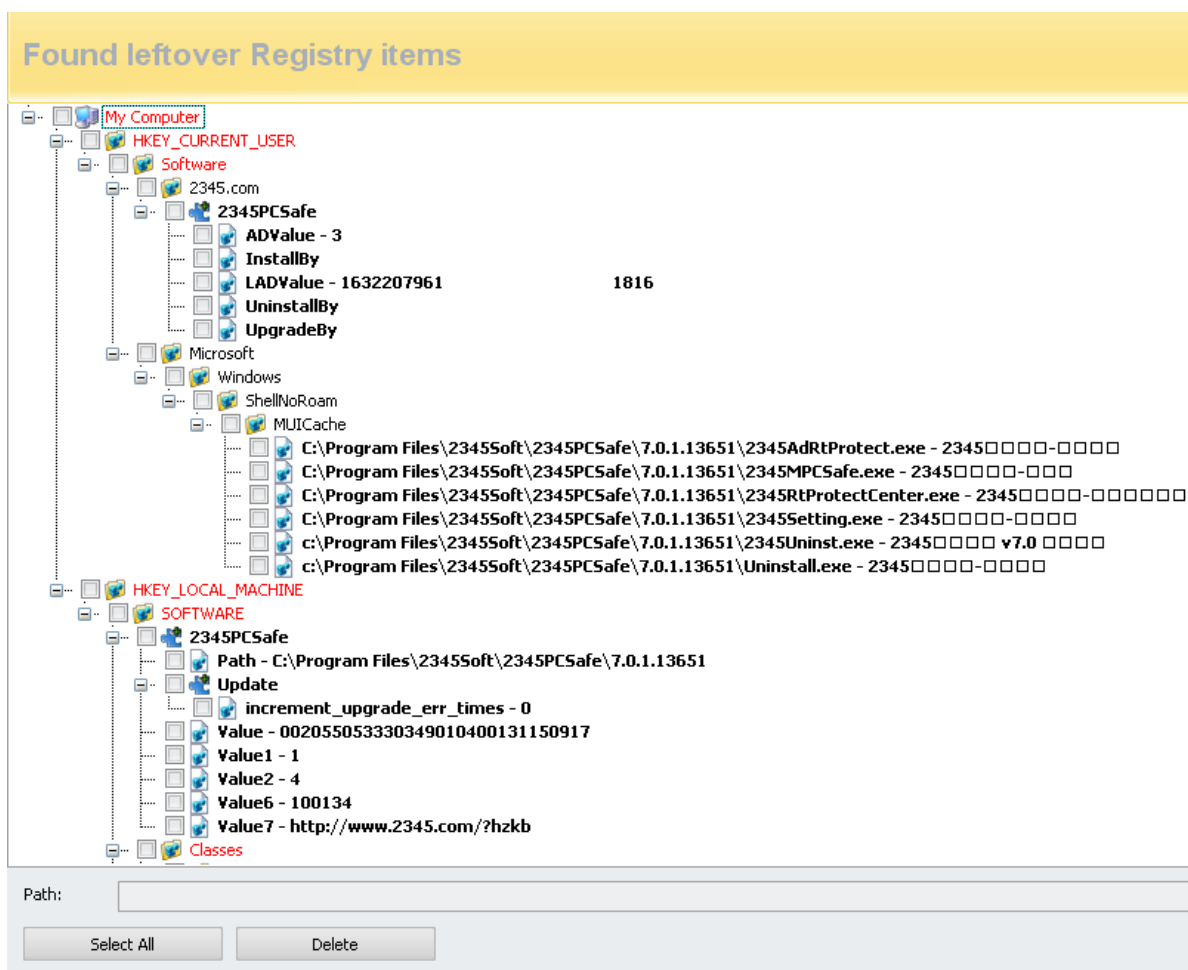 Found leftover Registry items
My Computer
HKEY_CURRENT_USER
Software
2345.com
2345PCSafe
ADValue - 3
InstallBy
LADValue - 1632207961 1816
UninstallBy
UpgradeBy
Microsoft
Windows
ShellNoRoam
MUICache
C:\Program Files\2345Soft\2345PCSafe\7.0.1.13651\2345AdRtProtect.exe - 2345□□□□-□□□□
C:\Program Files\2345Soft\2345PCSafe\7.0.1.13651\2345MPCSafe.exe - 2345□□□□-□□□
C:\Program Files\2345Soft\2345PCSafe\7.0.1.13651\2345RtProtectCenter.exe - 2345□□□□-□□□□□□
C:\Program Files\2345Soft\2345PCSafe\7.0.1.13651\2345Setting.exe - 2345□□□□-□□□□
c:\Program Files\2345Soft\2345PCSafe\7.0.1.13651\2345Uninst.exe - 2345□□□□ v7.0 □□□□
c:\Program Files\2345Soft\2345PCSafe\7.0.1.13651\Uninstall.exe - 2345□□□□-□□□□
HKEY_LOCAL_MACHINE
SOFTWARE
2345PCSafe
Path - C:\Program Files\2345Soft\2345PCSafe\7.0.1.13651
Update
increment_upgrade_err_times - 0
Value - 002055053330349010400131150917
Value1 - 1
Value2 - 4
Value6 - 100134
Value7 - http://www.2345.com/?hzkb
Classes
Path:
Select All
Delete